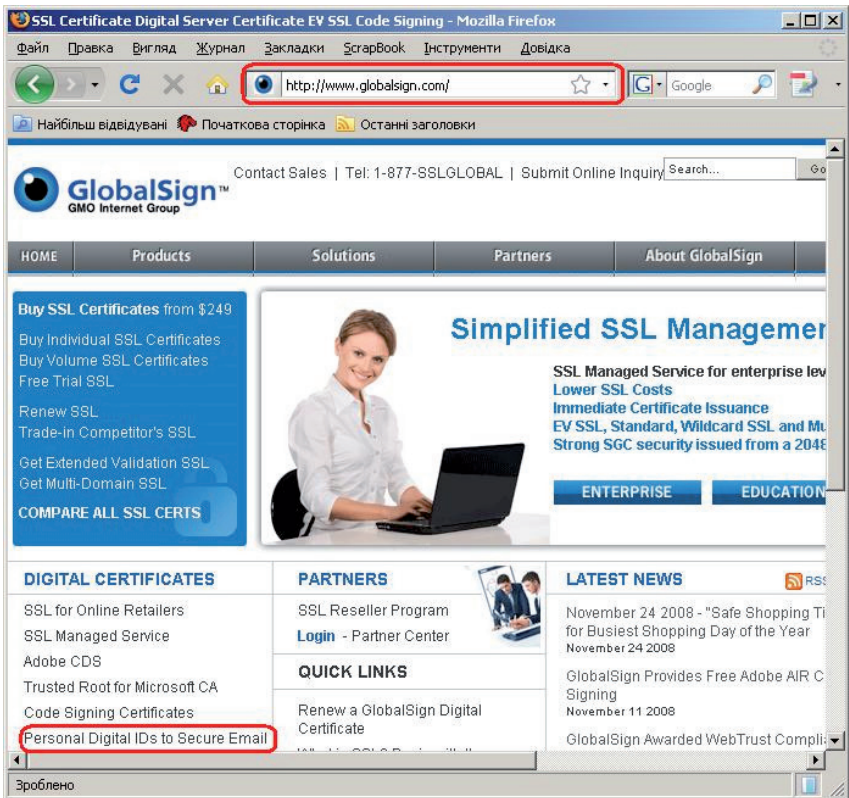 SSL Certificate Digital Server Certificate EV SSL Code Signing - Mozilla Firefox
Файл Правка Вигляд Журнал Закладки ScrapBook Інструменти Довідка
http://www.globalsign.com/
G Google
Найбільш відвідувані Початкова сторінка Останні заголовки
Contact Sales | Tel: 1-877-SSLGLOBAL | Submit Online Inquiry Search... Go
GlobalSign™
GMO Internet Group
HOME Products Solutions Partners About GlobalSign
Buy SSL Certificates from $249
Buy Individual SSL Certificates
Buy Volume SSL Certificates
Free Trial SSL
Renew SSL
Trade-in Competitor's SSL
Get Extended Validation SSL
Get Multi-Domain SSL
COMPARE ALL SSL CERTS
Simplified SSL Managemen
SSL Managed Service for enterprise lev
Lower SSL Costs
Immediate Certificate Issuance
EV SSL, Standard, Wildcard SSL and Mu
Strong SGC security issued from a 2048
ENTERPRISE EDUCATION
DIGITAL CERTIFICATES
SSL for Online Retailers
SSL Managed Service
Adobe CDS
Trusted Root for Microsoft CA
Code Signing Certificates
Personal Digital IDs to Secure Email
PARTNERS
SSL Reseller Program
Login - Partner Center
QUICK LINKS
Renew a GlobalSign Digital
Certificate
LATEST NEWS RSS
November 24 2008 - "Safe Shopping Ti
for Busiest Shopping Day of the Year
November 24 2008
GlobalSign Provides Free Adobe AIR C
Signing
November 11 2008
GlobalSign Awarded WebTrust Compli
Зроблено